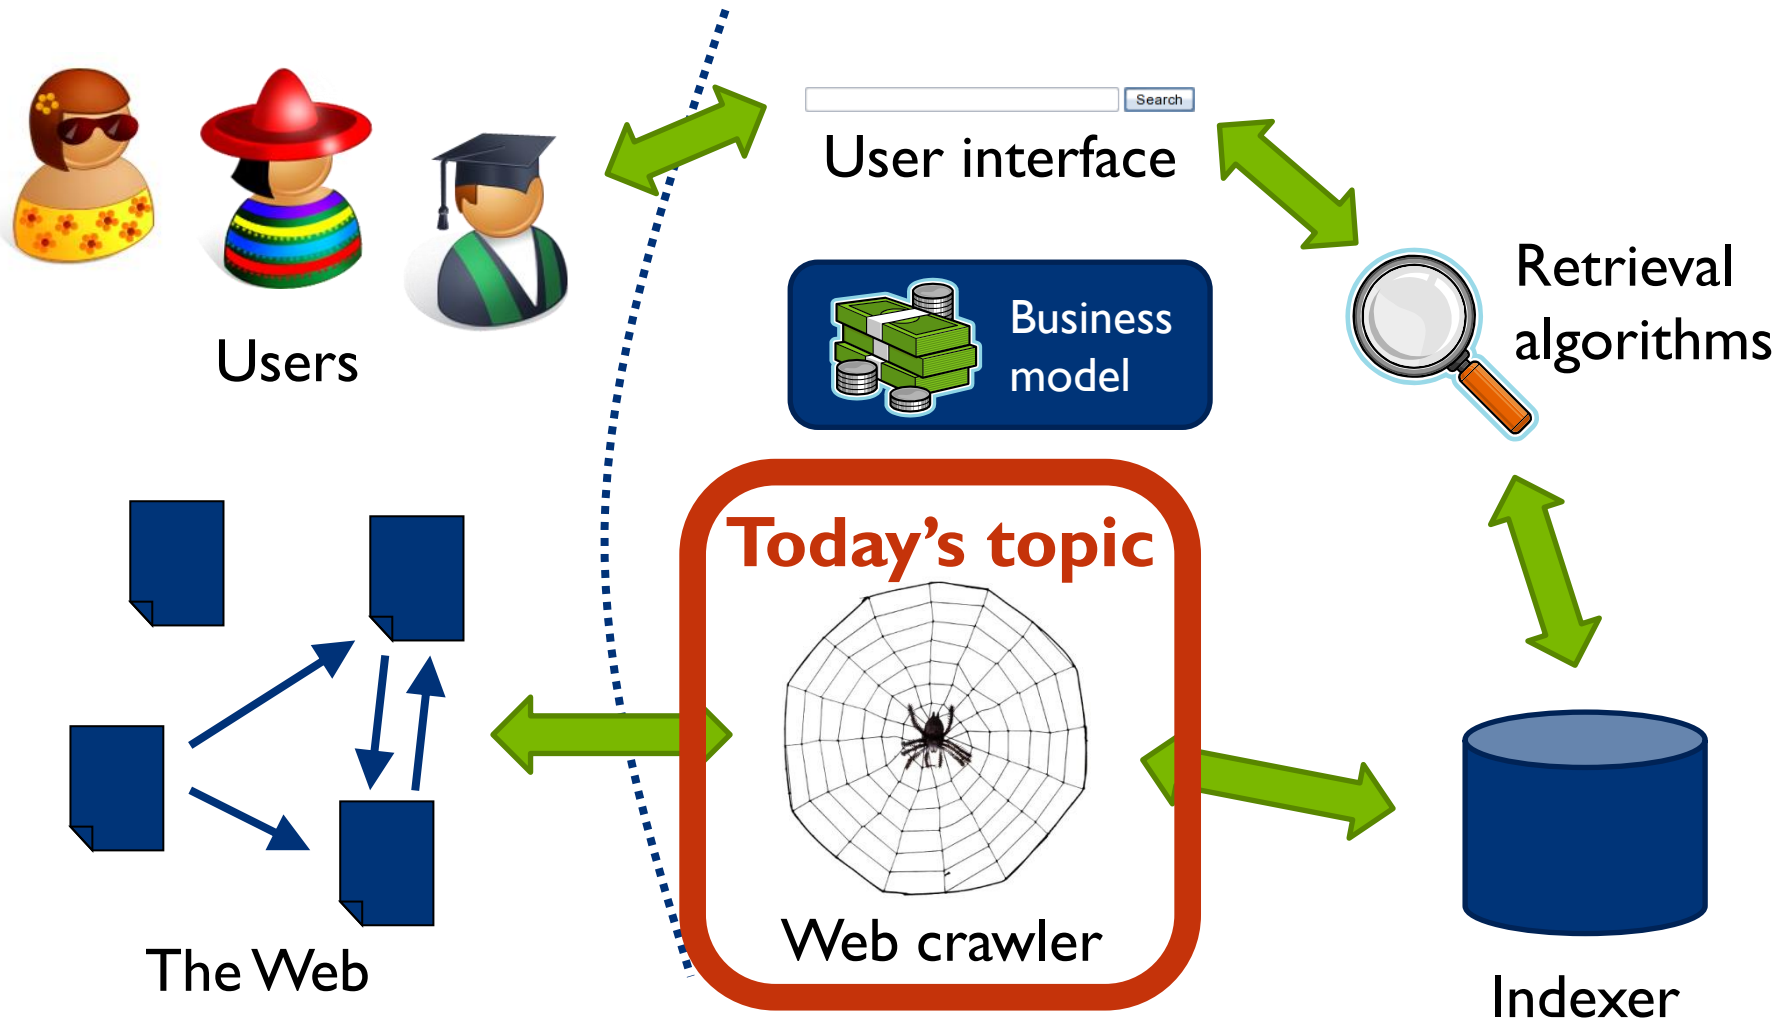 Search
User interface
Users
Business
model
Retrieval
algorithms
Today’s topic
Web crawler
The Web
Indexer